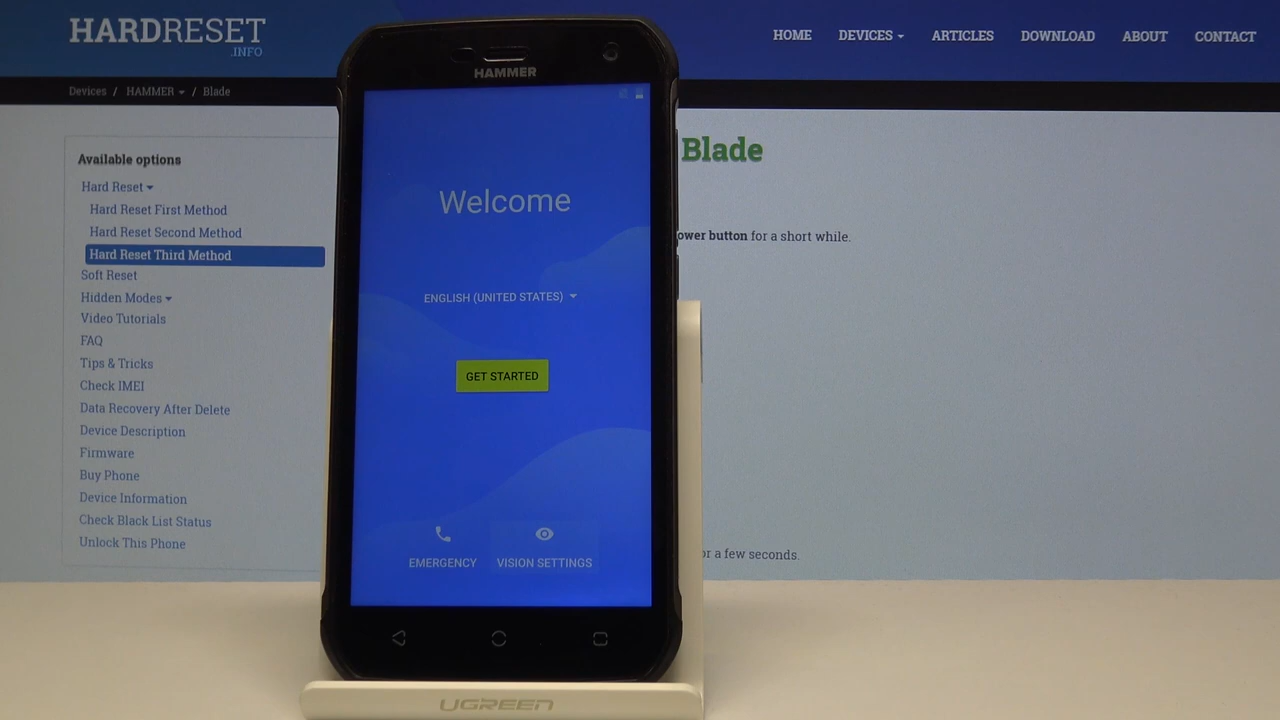 HARDRESET
.INFO
HOME
DEVICES
ARTICLES
DOWNLOAD
ABOUT
CONTACT
Devices / HAMMER / Blade
Available options
Hard Reset
Hard Reset First Method
Hard Reset Second Method
Hard Reset Third Method
Soft Reset
Hidden Modes
Video Tutorials
FAQ
Tips & Tricks
Check IMEI
Data Recovery After Delete
Device Description
Firmware
Buy Phone
Device Information
Check Black List Status
Unlock This Phone
HAMMER
Welcome
ENGLISH (UNITED STATES)
GET STARTED
EMERGENCY
VISION SETTINGS
Blade
ower button for a short while.
or a few seconds.
UGREEN